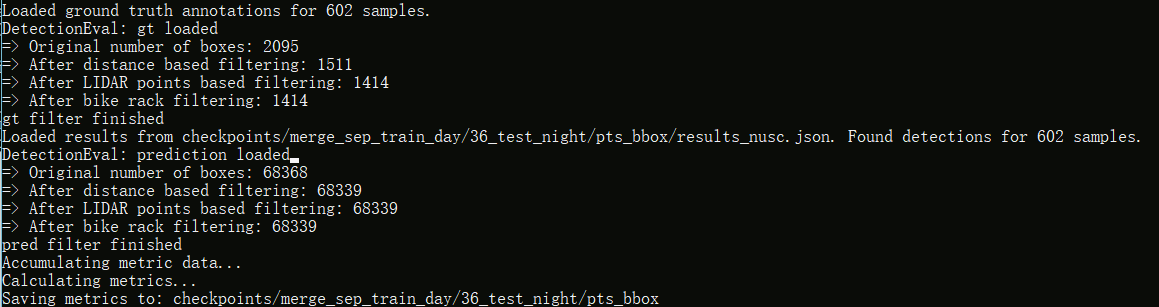 Loaded ground truth annotations for 602 samples.
DetectionEval: gt loaded
=> Original number of boxes: 2095
=> After distance based filtering: 1511
=> After LIDAR points based filtering: 1414
=> After bike rack filtering: 1414
gt filter finished
Loaded results from checkpoints/merge_sep_train_day/36_test_night/pts_bbox/results_nusc.json. Found detections for 602 samples.
DetectionEval: prediction loaded
=> Original number of boxes: 68368
=> After distance based filtering: 68339
=> After LIDAR points based filtering: 68339
=> After bike rack filtering: 68339
pred filter finished
Accumulating metric data...
Calculating metrics...
Saving metrics to: checkpoints/merge_sep_train_day/36_test_night/pts_bbox